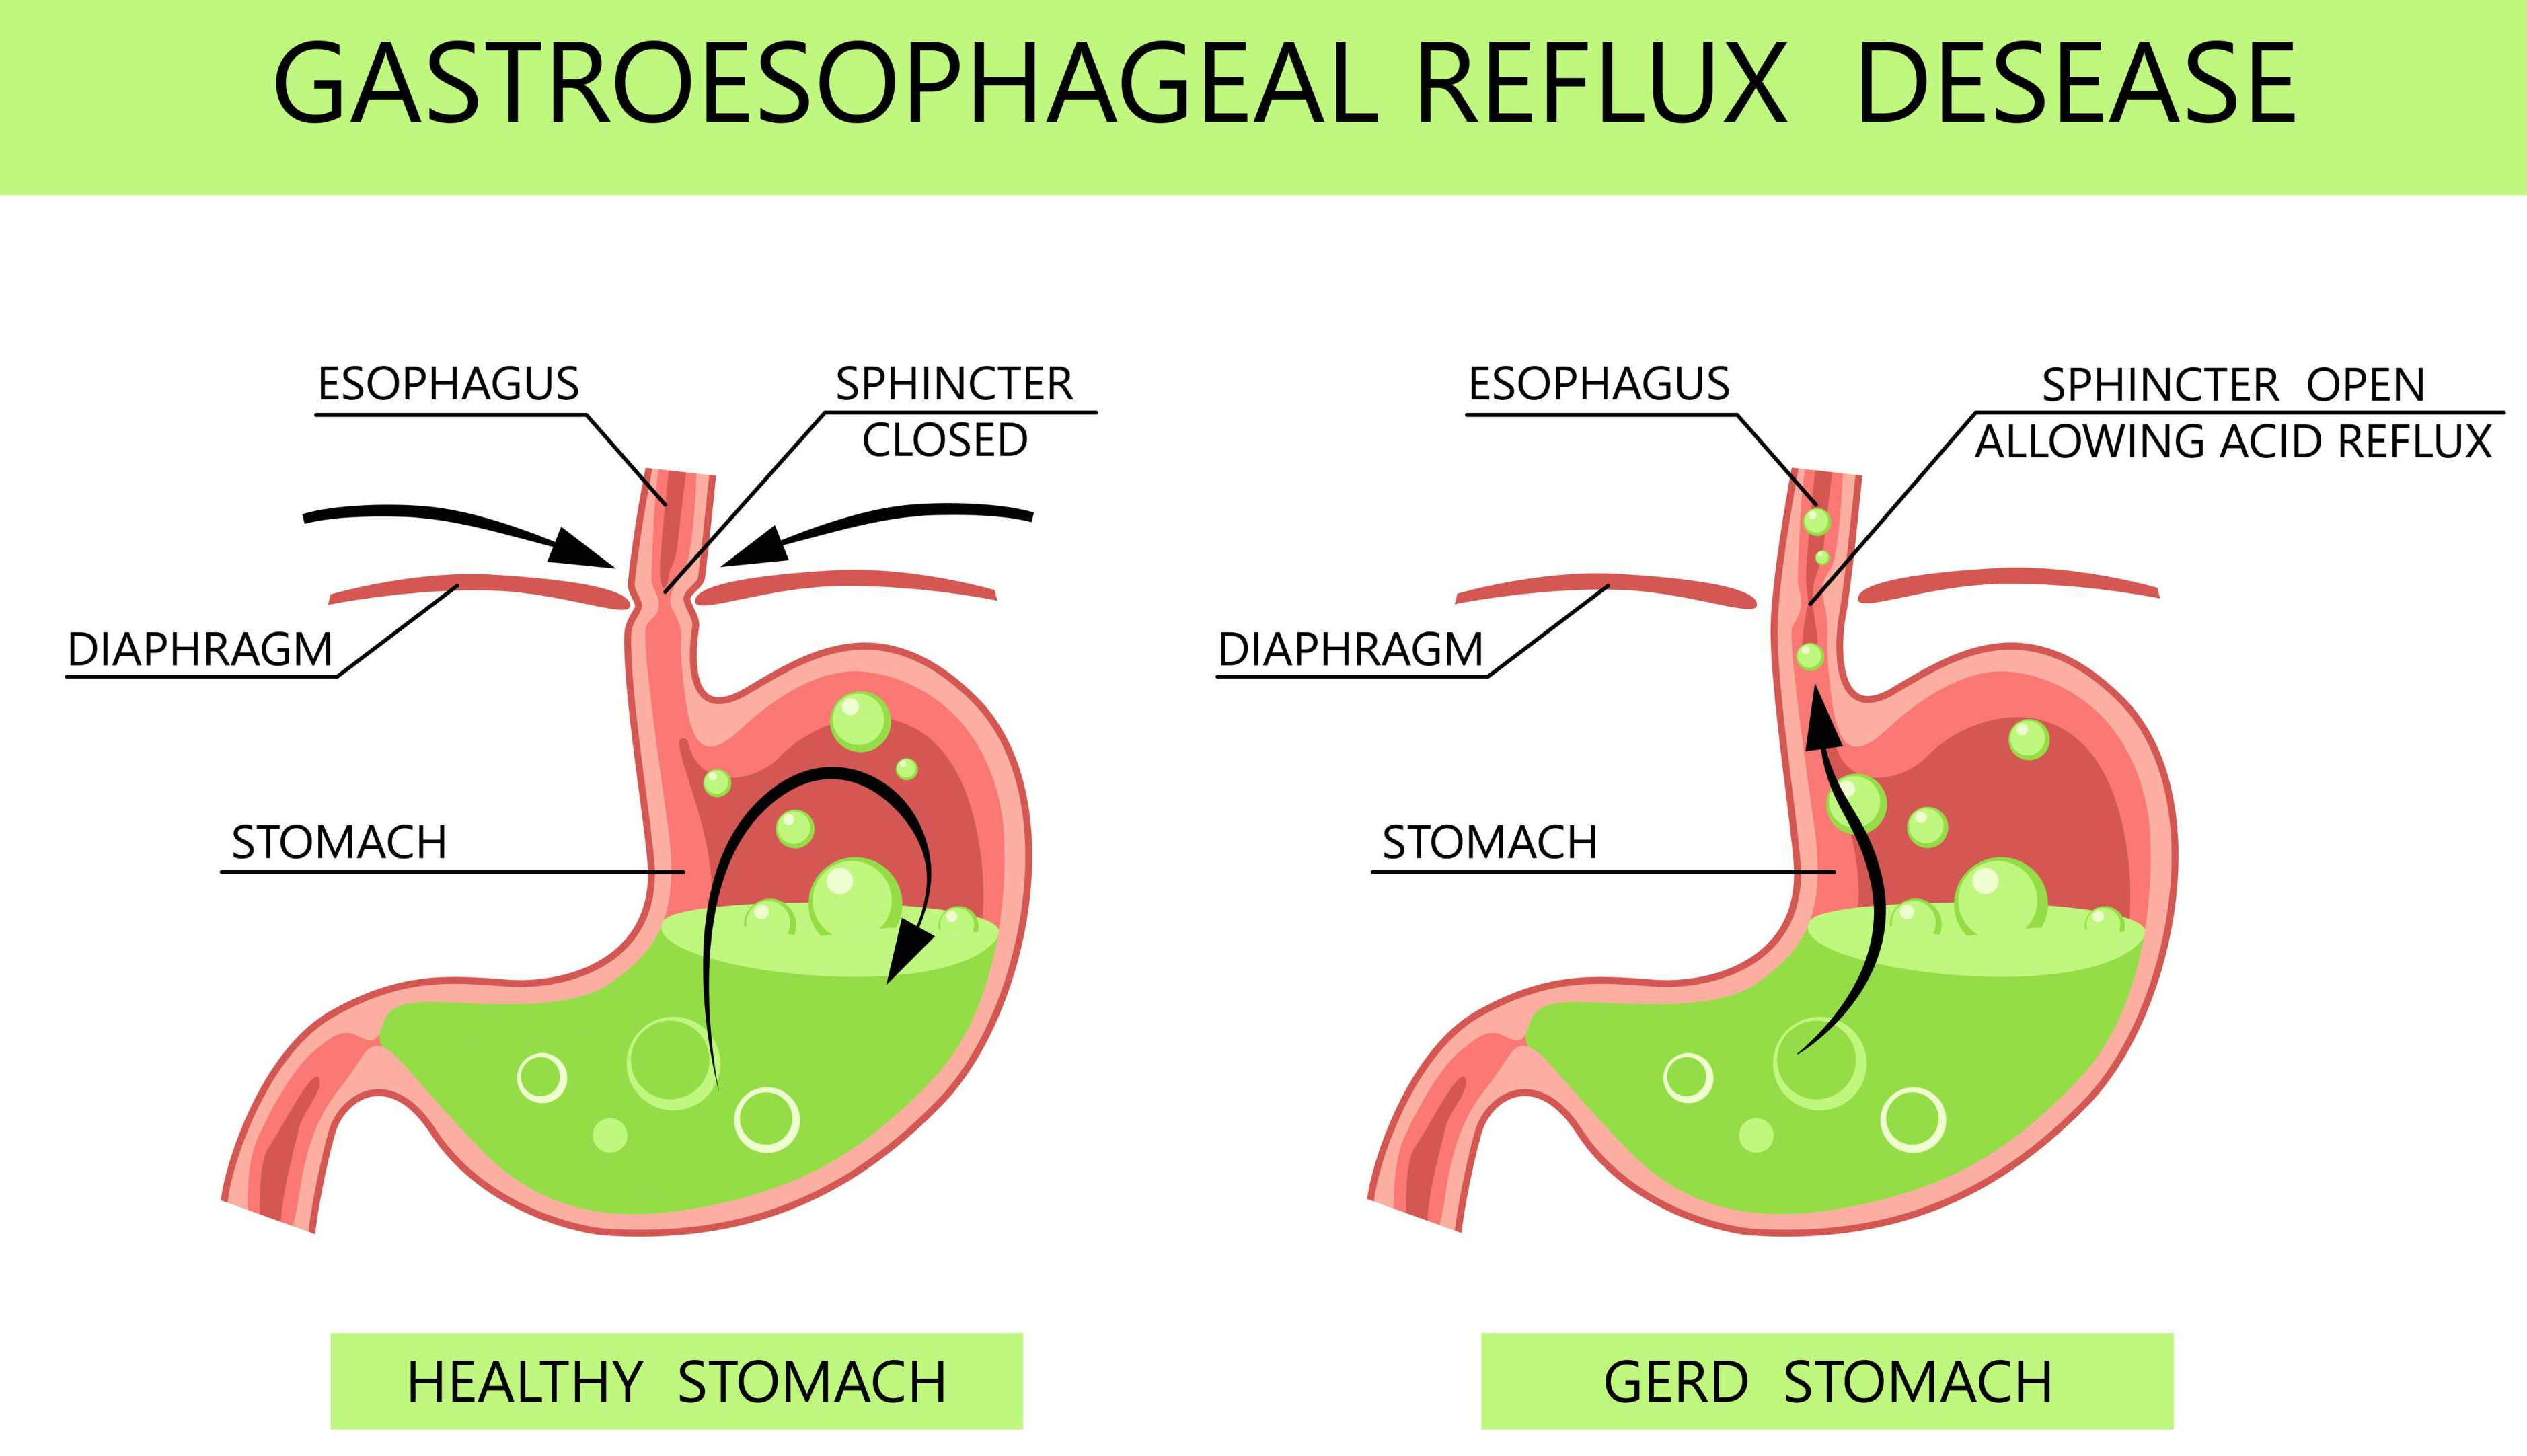 GASTROESOPHAGEAL REFLUX DESEASE
ESOPHAGUS
SPHINCTER
CLOSED
DIAPHRAGM
STOMACH
HEALTHY STOMACH
ESOPHAGUS
SPHINCTER OPEN
ALLOWING ACID REFLUX
DIAPHRAGM
STOMACH
GERD STOMACH